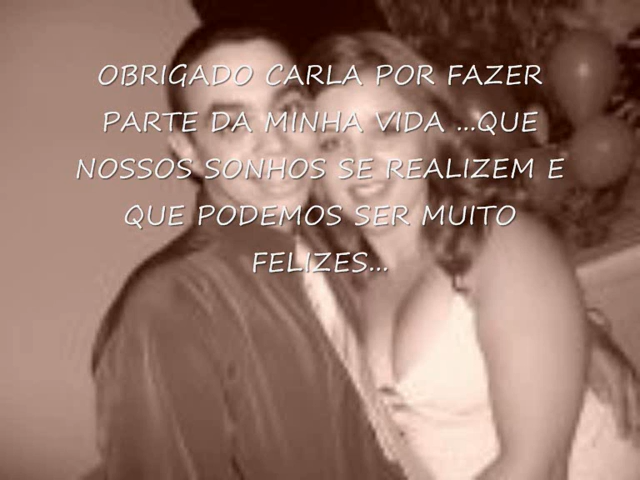 OBRIGADO CARLA POR FAZER
PARTE DA MINHA VIDA ...QUE
NOSSOS SONHOS SE REALIZEM E
QUE PODEMOS SER MUITO
FELIZES...